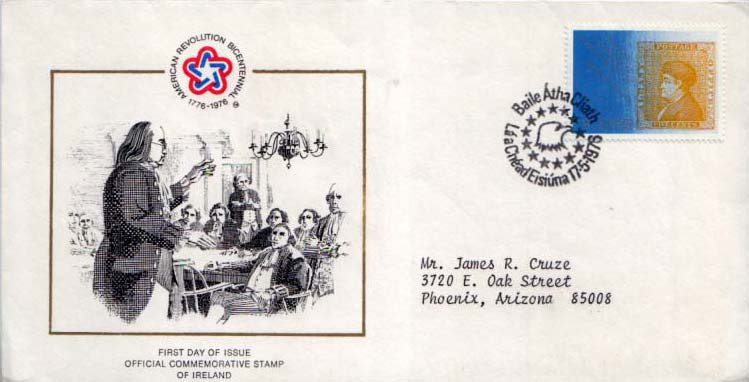 AMERICAN REVOLUTION BICENTENNIAL
1776-1976
FIRST DAY OF ISSUE
OFFICIAL COMMEMORATIVE STAMP
OF IRELAND
POSTAGE
Baile Átha Cliath
Lá a Chéad Eisiúna 17•5•1976
Mr. James R. Cruze
3720 E. Oak Street
Phoenix, Arizona 85008